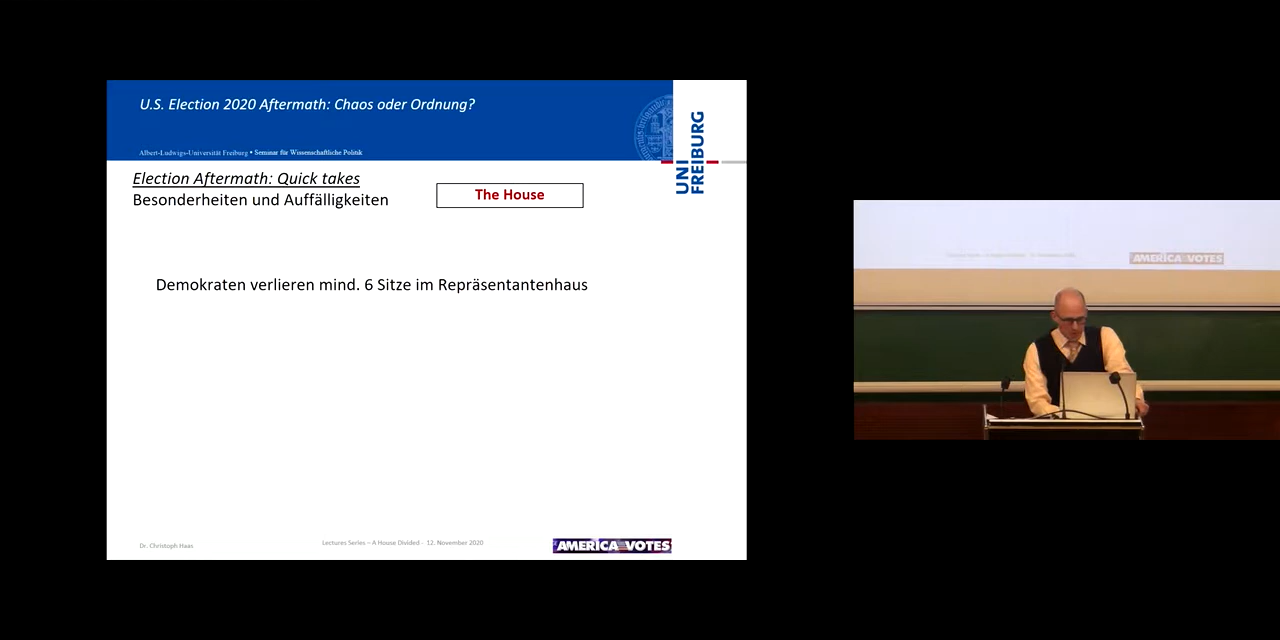 U.S. Election 2020 Aftermath: Chaos oder Ordnung?
Albert-Ludwigs-Universität Freiburg • Seminar für Wissenschaftliche Politik
UNI
FREIBURG
Election Aftermath: Quick takes
Besonderheiten und Auffälligkeiten
The House
Demokraten verlieren mind. 6 Sitze im Repräsentantenhaus
Dr. Christoph Haas
Lectures Series – A House Divided - 12. November 2020
AMERICA VOTES
AMERICA VOTES